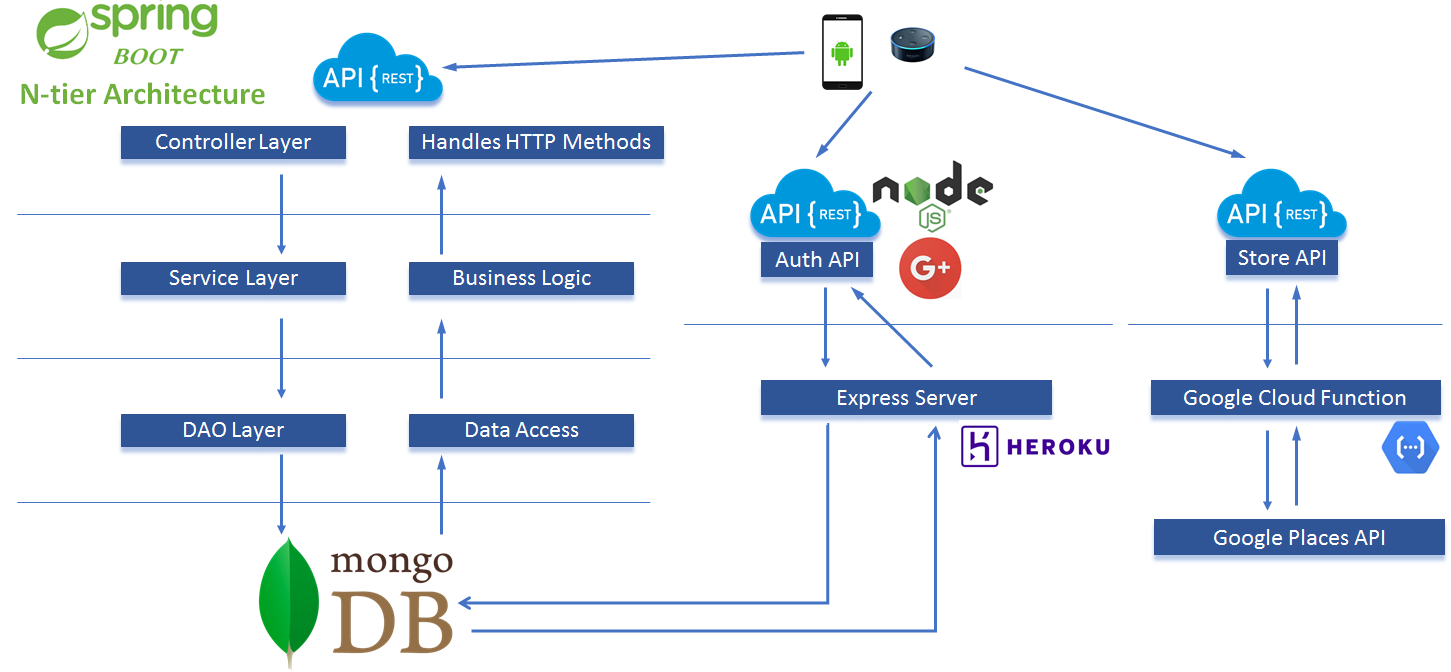 spring
BOOT
N-tier Architecture
API {REST}
Controller Layer
Handles HTTP Methods
Service Layer
Business Logic
DAO Layer
Data Access
mongo
DB
API {REST}
node
JS
Auth API
G+
Express Server
HEROKU
API {REST}
Store API
Google Cloud Function
Google Places API